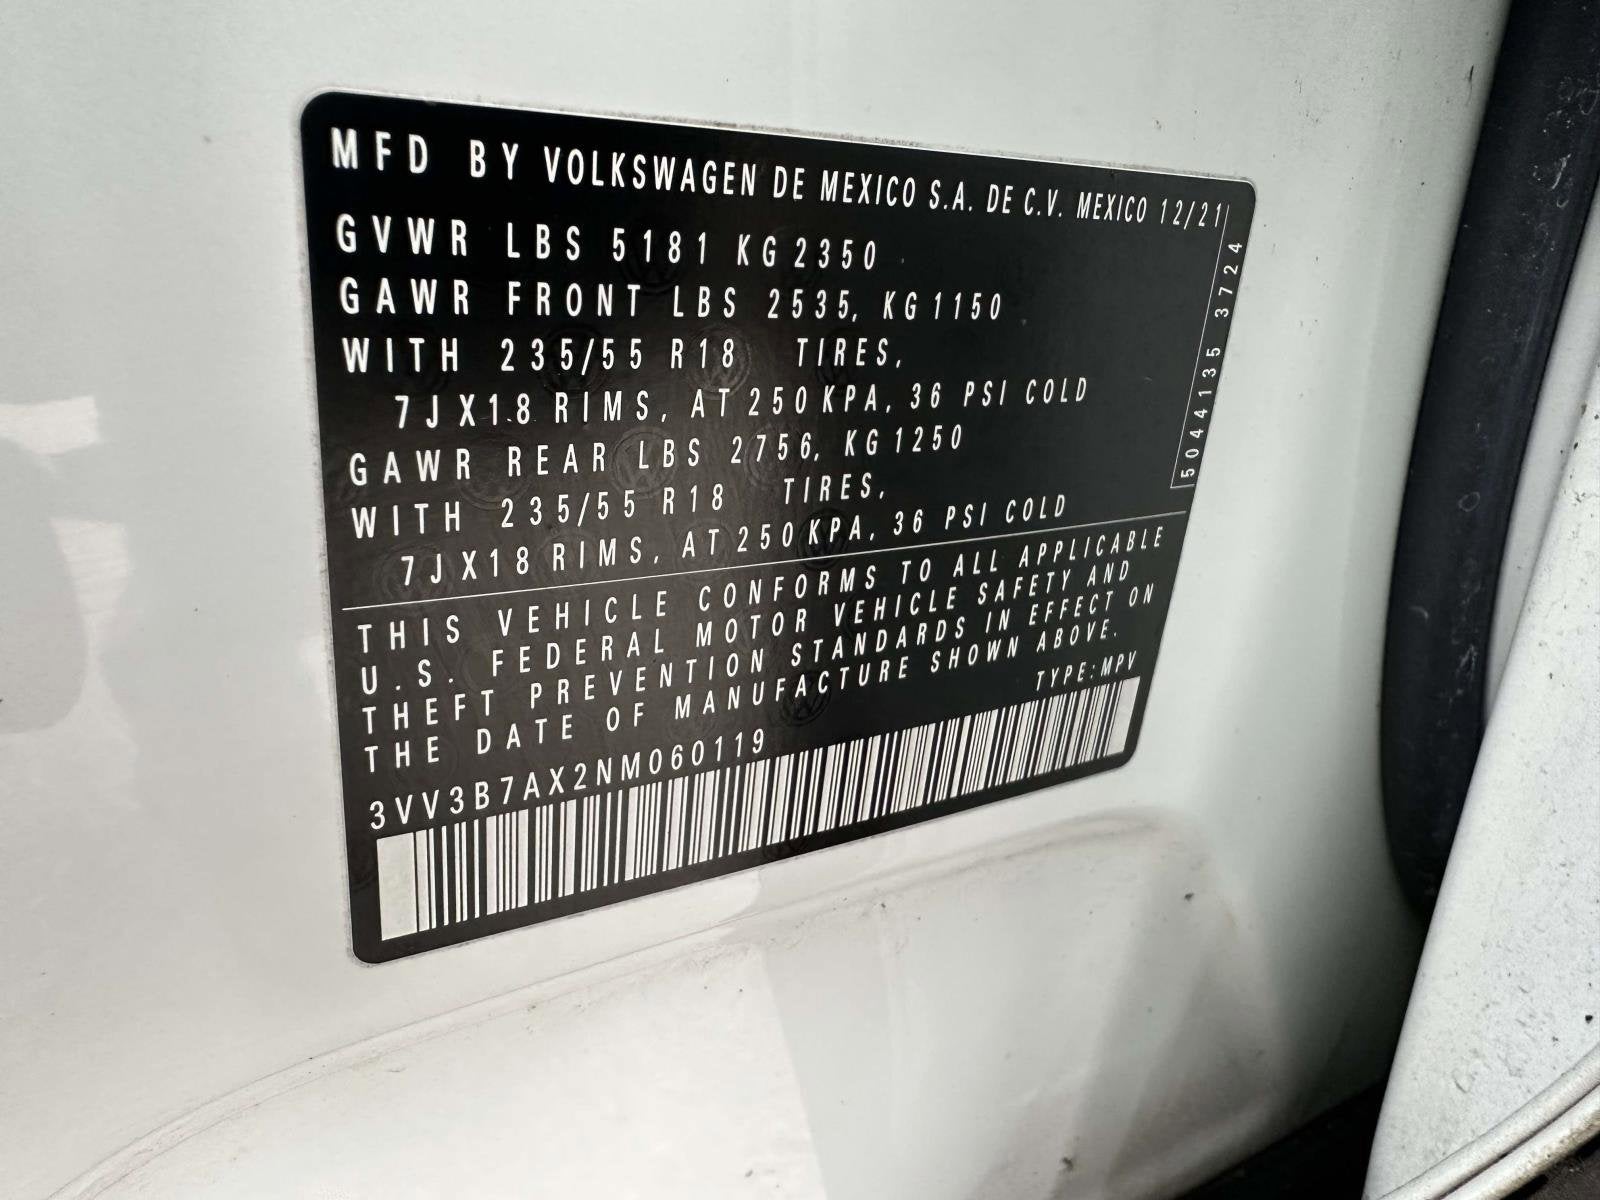 MFD BY VOLKSWAGEN DE MEXICO S.A. DE C.V. MEXICO 12/21
GVWR LBS 5181 KG 2350
GAWR FRONT LBS 2535, KG 1150
WITH 235/55 R18 TIRES,
7JX18 RIMS, AT 250 KPA, 36 PSI COLD
GAWR REAR LBS 2756, KG 1250
WITH 235/55 R18 TIRES,
7JX18 RIMS, AT 250 KPA, 36 PSI COLD
5044135 3724
THIS VEHICLE CONFORMS TO ALL APPLICABLE
U.S. FEDERAL MOTOR VEHICLE SAFETY AND
THEFT PREVENTION STANDARDS IN EFFECT ON
THE DATE OF MANUFACTURE SHOWN ABOVE.
TYPE: MPV
3VV3B7AX2NM060119